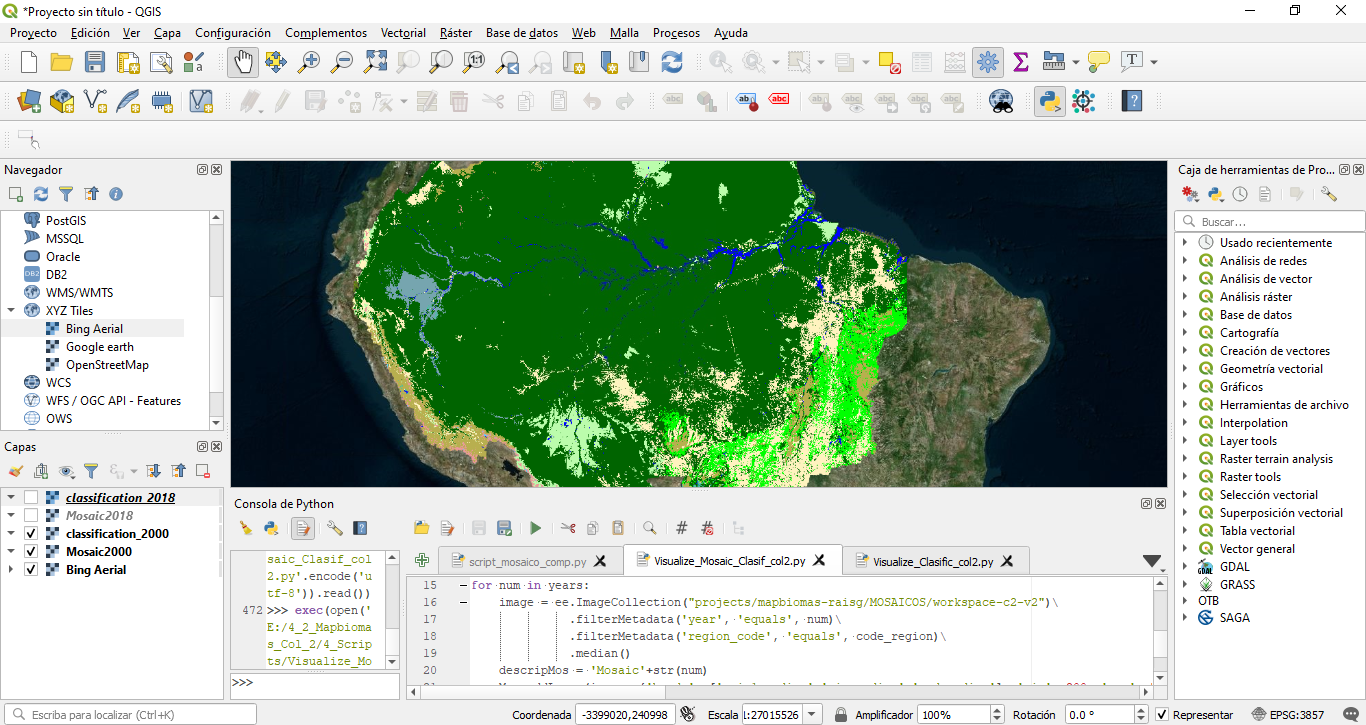 *Proyecto sin título - QGIS
Proyecto Edición Ver Capa Configuración Complementos Vectorial Ráster Base de datos Web Malla Procesos Ayuda
Navegador
PostGIS
MSSQL
Oracle
DB2
WMS/WMTS
XYZ Tiles
Bing Aerial
Google earth
OpenStreetMap
WCS
WFS / OGC API - Features
OWS
Capas
classification_2018
Mosaic2018
classification_2000
Mosaic2000
Bing Aerial
Consola de Python
saic_Clasif_col
2.py'.encode('u
tf-8')).read())
472 >>> exec(open('
E:/4_2_Mapbioma
s_Col_2/4_Scrip
ts/Visualize_Mo
>>>
script_mosaico_comp.py
Visualize_Mosaic_Clasif_col2.py
Visualize_Clasific_col2.py
15 for num in years:
16 image = ee.ImageCollection("projects/mapbiomas-raisg/MOSAICOS/workspace-c2-v2")\
17 .filterMetadata('year', 'equals', num)\
18 .filterMetadata('region_code', 'equals', code_region)\
19 .median()
20 descripMos = 'Mosaic'+str(num)
Caja de herramientas de Pro...
Buscar...
Usado recientemente
Análisis de redes
Análisis de vector
Análisis ráster
Base de datos
Cartografía
Creación de vectores
Geometría vectorial
Gráficos
Herramientas de archivo
Interpolation
Layer tools
Raster terrain analysis
Raster tools
Selección vectorial
Superposición vectorial
Tabla vectorial
Vector general
GDAL
GRASS
OTB
SAGA
Escriba para localizar (Ctrl+K)
Coordenada -3399020,240998 Escala 1:27015526 Amplificador 100% Rotación 0.0 ° Representar EPSG:3857